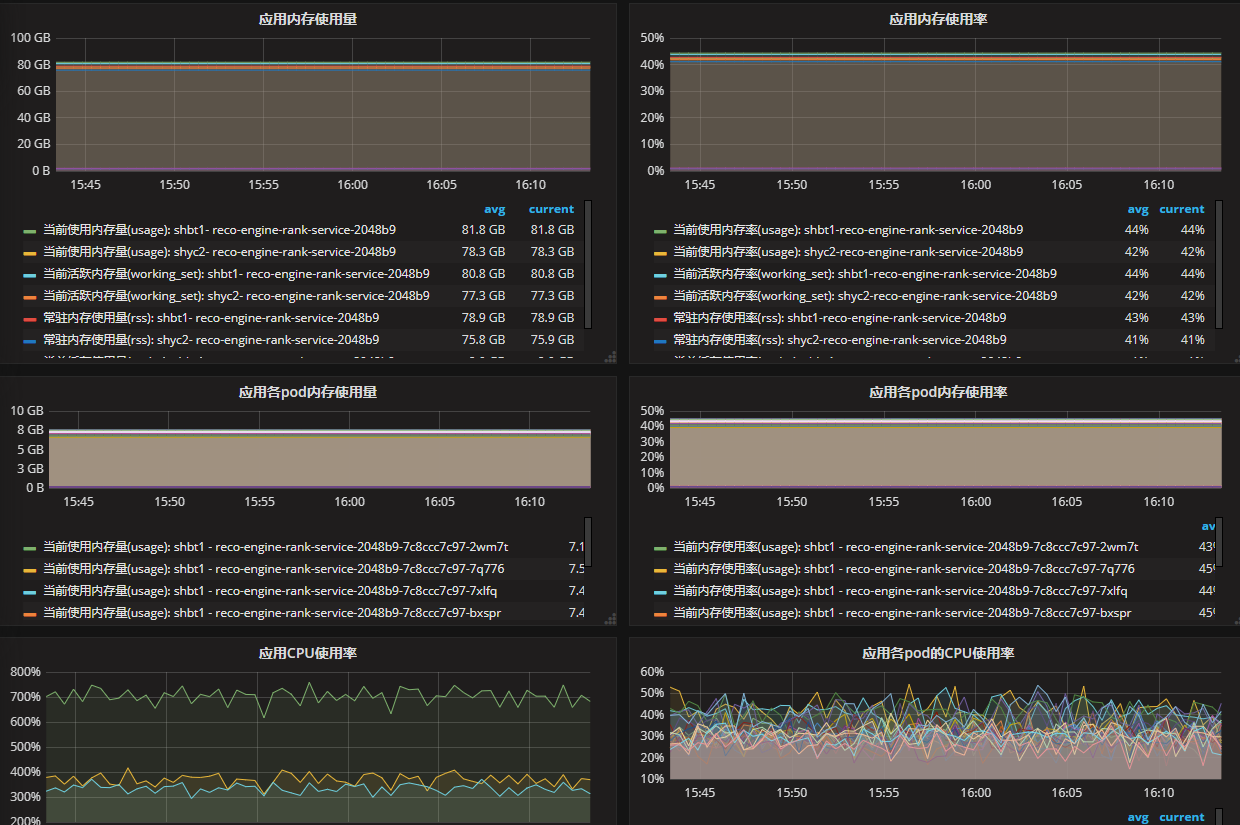 应用内存使用量
100 GB
80 GB
60 GB
40 GB
20 GB
0 B
15:45 15:50 15:55 16:00 16:05 16:10
avg current
当前使用内存量(usage): shbt1- reco-engine-rank-service-2048b9 81.8 GB 81.8 GB
当前使用内存量(usage): shyc2- reco-engine-rank-service-2048b9 78.3 GB 78.3 GB
当前活跃内存量(working_set): shbt1- reco-engine-rank-service-2048b9 80.8 GB 80.8 GB
当前活跃内存量(working_set): shyc2- reco-engine-rank-service-2048b9 77.3 GB 77.3 GB
常驻内存使用量(rss): shbt1- reco-engine-rank-service-2048b9 78.9 GB 78.9 GB
常驻内存使用量(rss): shyc2- reco-engine-rank-service-2048b9 75.8 GB 75.9 GB
应用内存使用率
50%
40%
30%
20%
10%
0%
15:45 15:50 15:55 16:00 16:05 16:10
avg current
当前使用内存率(usage): shbt1-reco-engine-rank-service-2048b9 44% 44%
当前使用内存率(usage): shyc2-reco-engine-rank-service-2048b9 42% 42%
当前活跃内存率(working_set): shbt1-reco-engine-rank-service-2048b9 44% 44%
当前活跃内存率(working_set): shyc2-reco-engine-rank-service-2048b9 42% 42%
常驻内存使用率(rss): shbt1-reco-engine-rank-service-2048b9 43% 43%
常驻内存使用率(rss): shyc2-reco-engine-rank-service-2048b9 41% 41%
应用各pod内存使用量
10 GB
8 GB
5 GB
3 GB
0 B
15:45 15:50 15:55 16:00 16:05 16:10
当前使用内存量(usage): shbt1 - reco-engine-rank-service-2048b9-7c8ccc7c97-2wm7t 7.1
当前使用内存量(usage): shbt1 - reco-engine-rank-service-2048b9-7c8ccc7c97-7q776 7.5
当前使用内存量(usage): shbt1 - reco-engine-rank-service-2048b9-7c8ccc7c97-7xlfq 7.4
当前使用内存量(usage): shbt1 - reco-engine-rank-service-2048b9-7c8ccc7c97-bxspr 7.4
应用各pod内存使用率
50%
40%
30%
20%
10%
0%
15:45 15:50 15:55 16:00 16:05 16:10
av
当前内存使用率(usage): shbt1 - reco-engine-rank-service-2048b9-7c8ccc7c97-2wm7t 43%
当前内存使用率(usage): shbt1 - reco-engine-rank-service-2048b9-7c8ccc7c97-7q776 45%
当前内存使用率(usage): shbt1 - reco-engine-rank-service-2048b9-7c8ccc7c97-7xlfq 44%
当前内存使用率(usage): shbt1 - reco-engine-rank-service-2048b9-7c8ccc7c97-bxspr 45%
应用CPU使用率
800%
700%
600%
500%
400%
300%
200%
应用各pod的CPU使用率
60%
50%
40%
30%
20%
10%
15:45 15:50 15:55 16:00 16:05 16:10
avg current